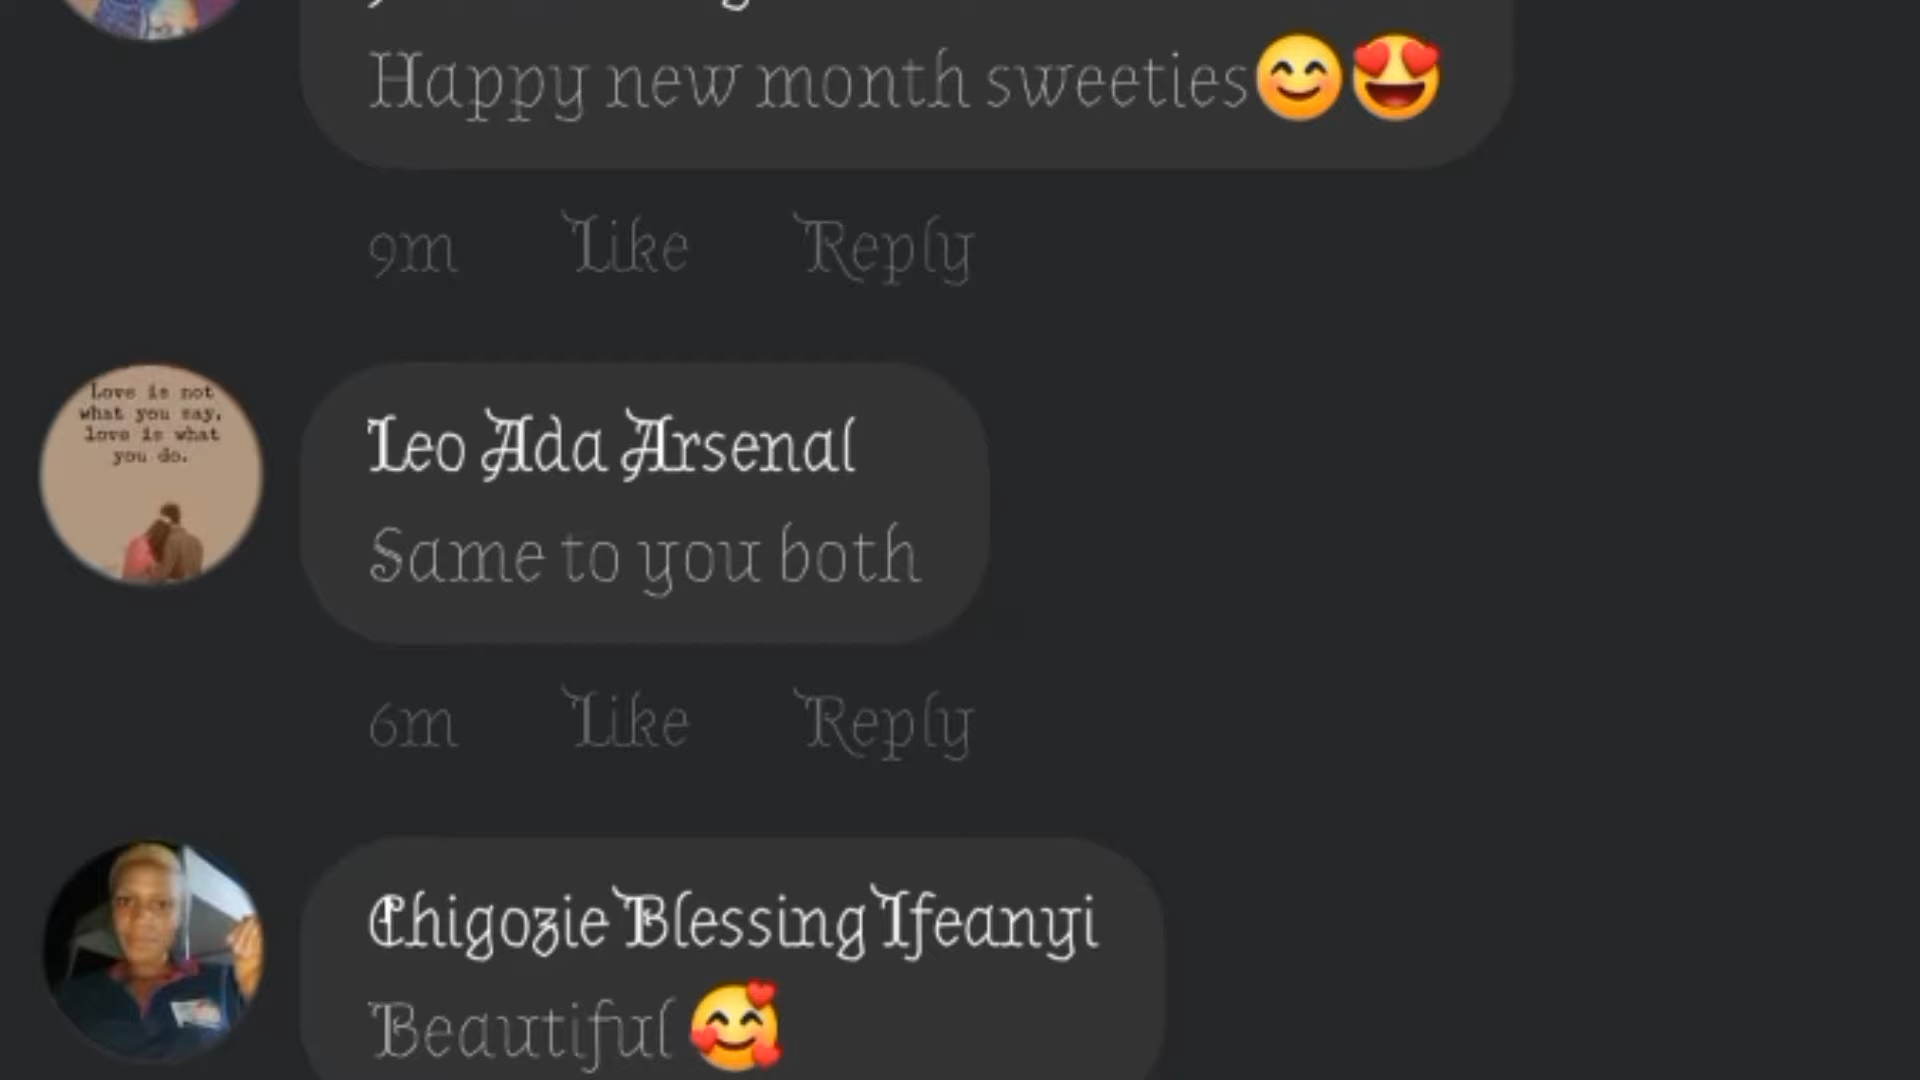 Happy new month sweeties😊😍
9m Like Reply
Love is not
what you say,
love is what
you do.
Leo Ada Arsenal
Same to you both
6m Like Reply
Chigozie Blessing Ifeanyi
Beautiful 🥰